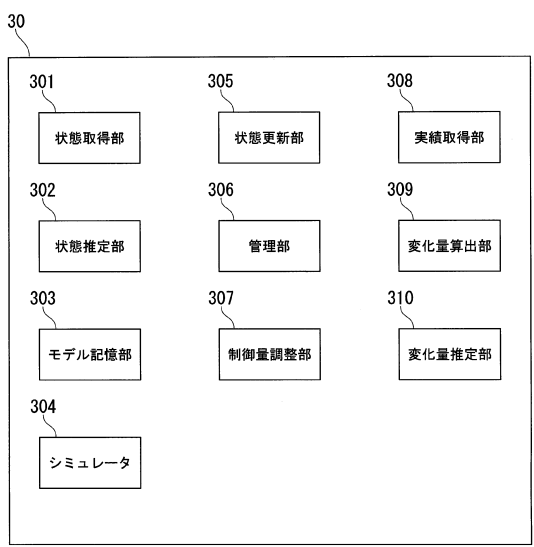 30
301
状態取得部
302
状態推定部
303
モデル記憶部
304
シミュレータ
305
状態更新部
306
管理部
307
制御量調整部
308
実績取得部
309
変化量算出部
310
変化量推定部